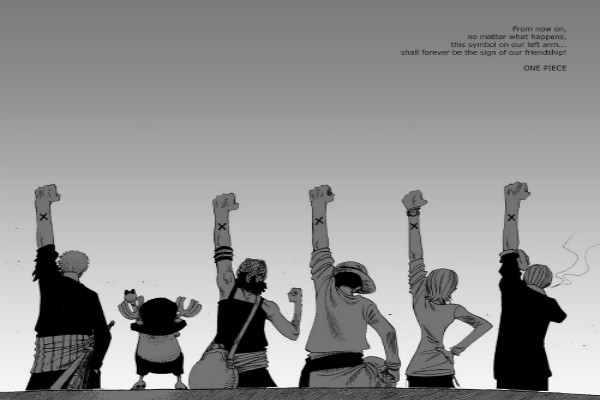 From now on,
no matter what happens,
this symbol on our left arm...
shall forever be the sign of our friendship!
ONE PIECE